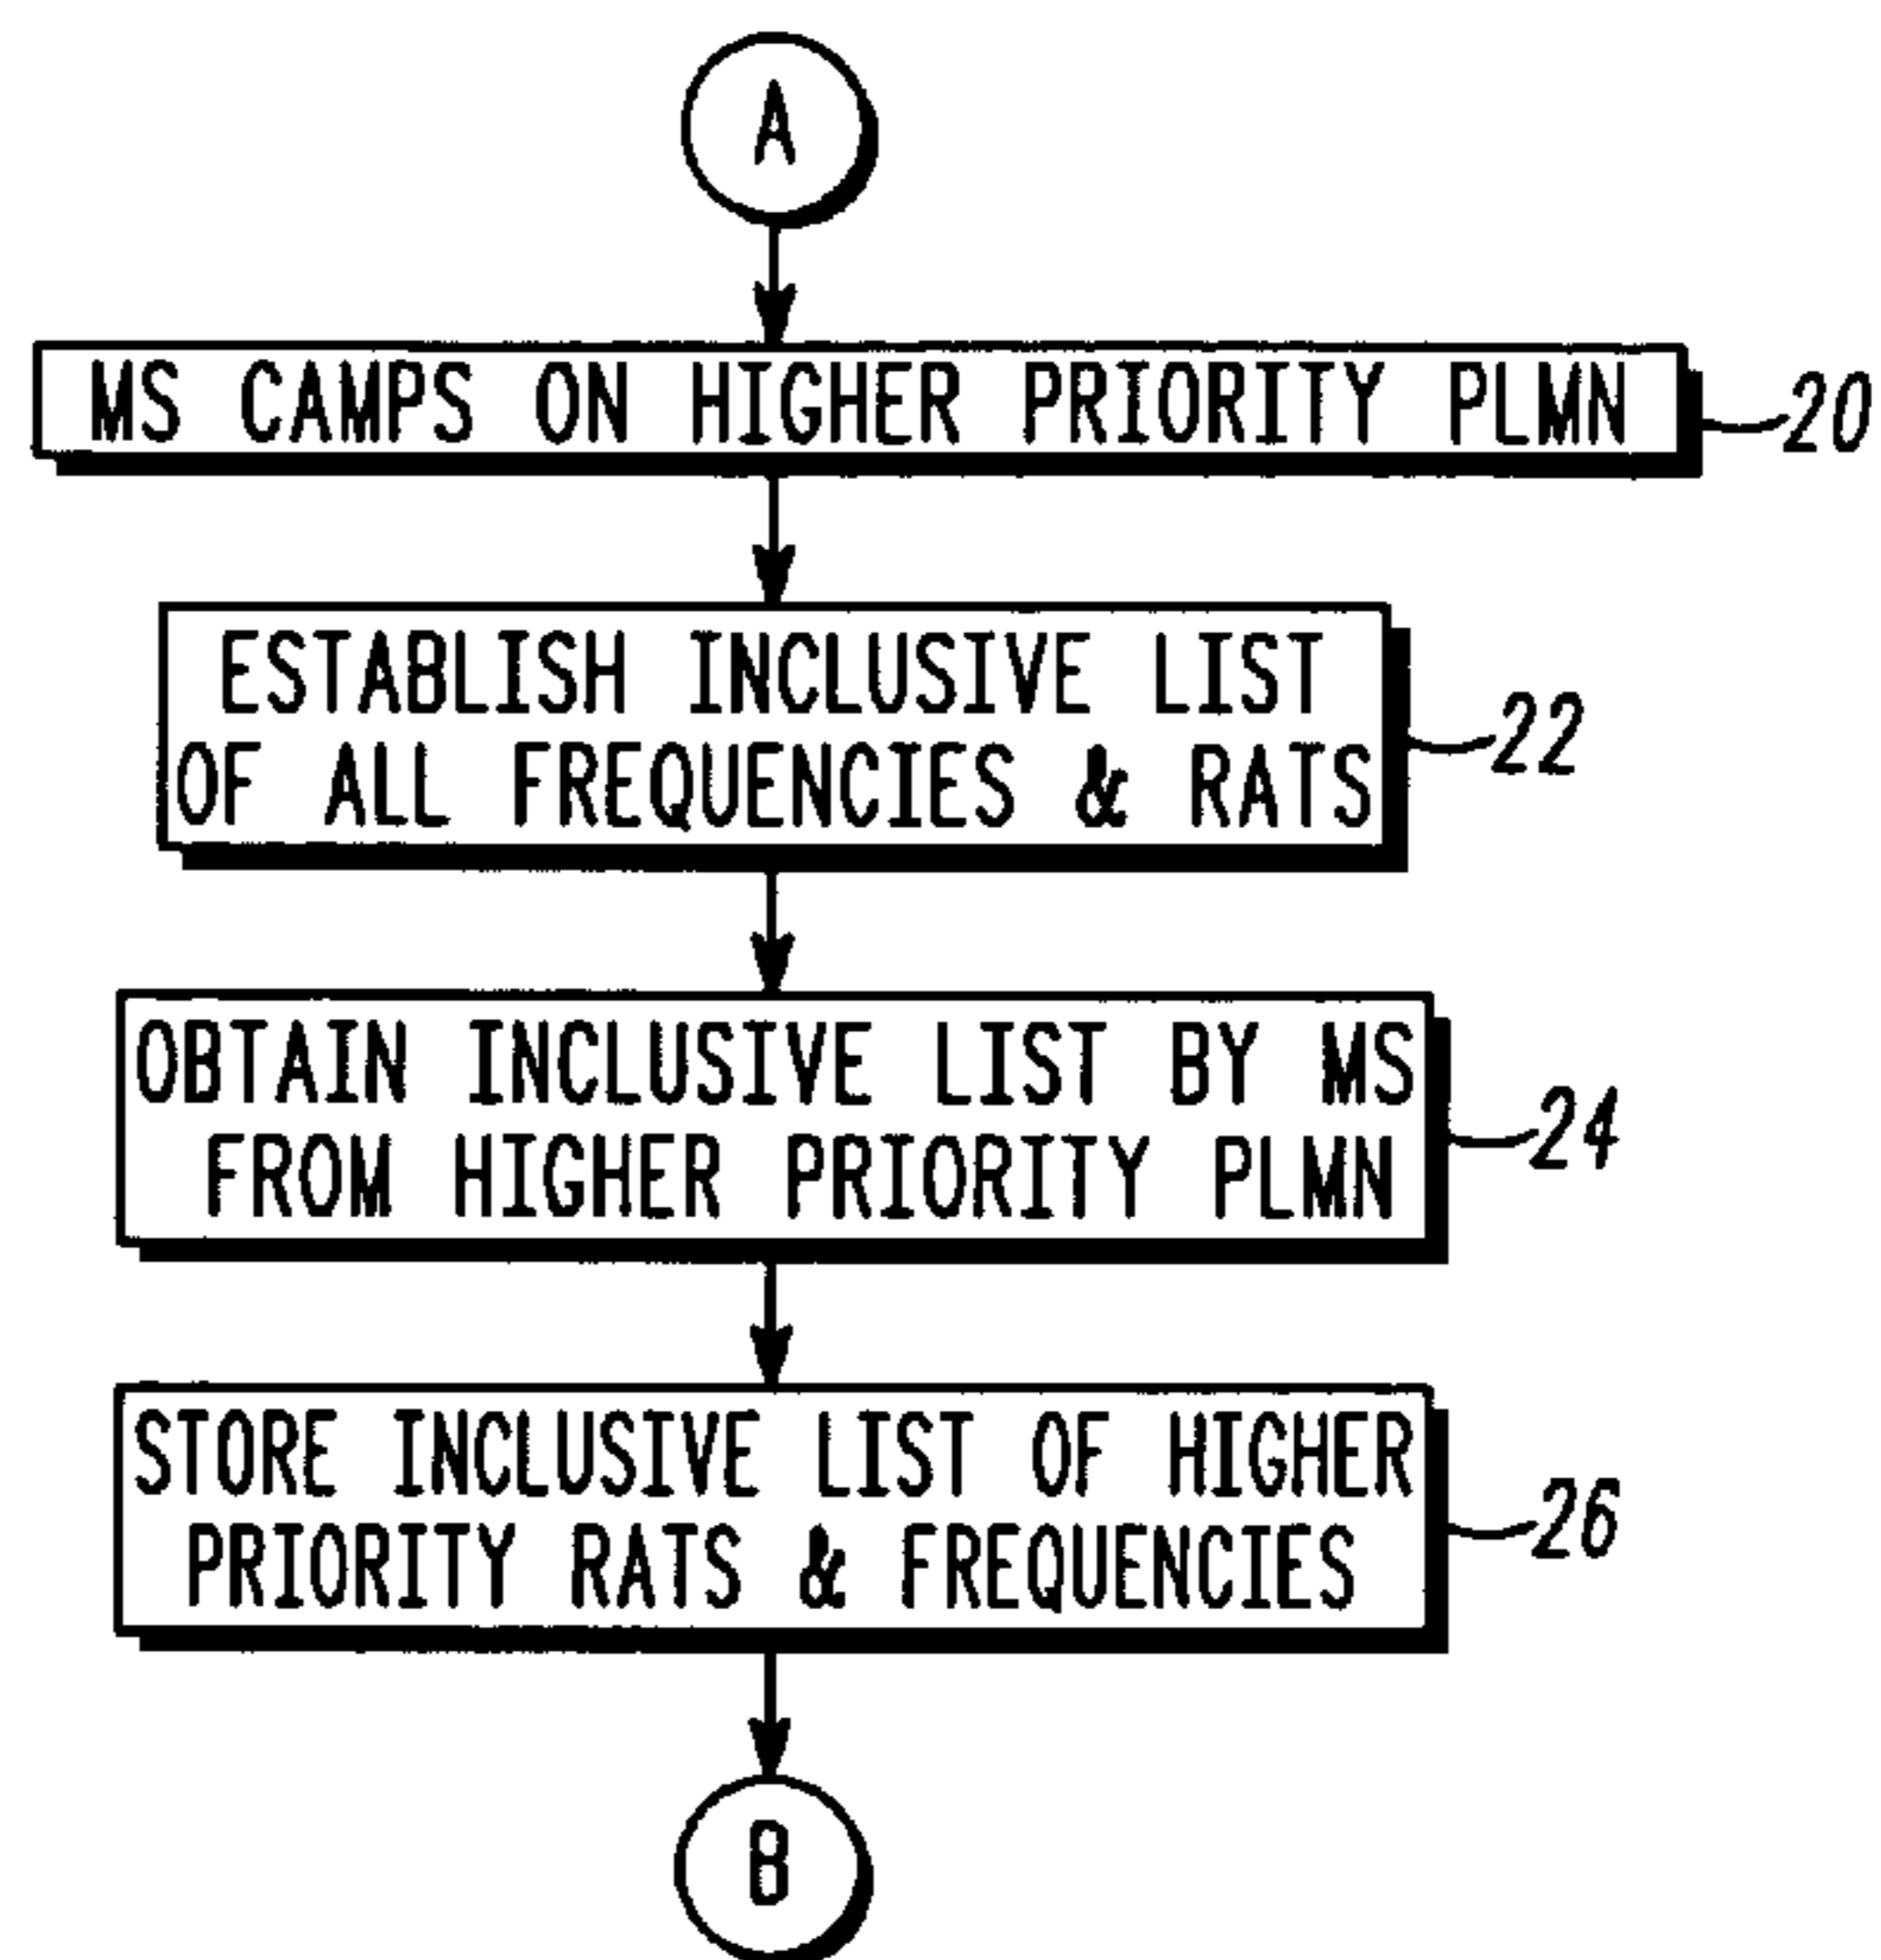 A
MS CAMPS ON HIGHER PRIORITY PLMN
20
ESTABLISH INCLUSIVE LIST
OF ALL FREQUENCIES & RATS
22
OBTAIN INCLUSIVE LIST BY MS
FROM HIGHER PRIORITY PLMN
24
STORE INCLUSIVE LIST OF HIGHER
PRIORITY RATS & FREQUENCIES
26
B